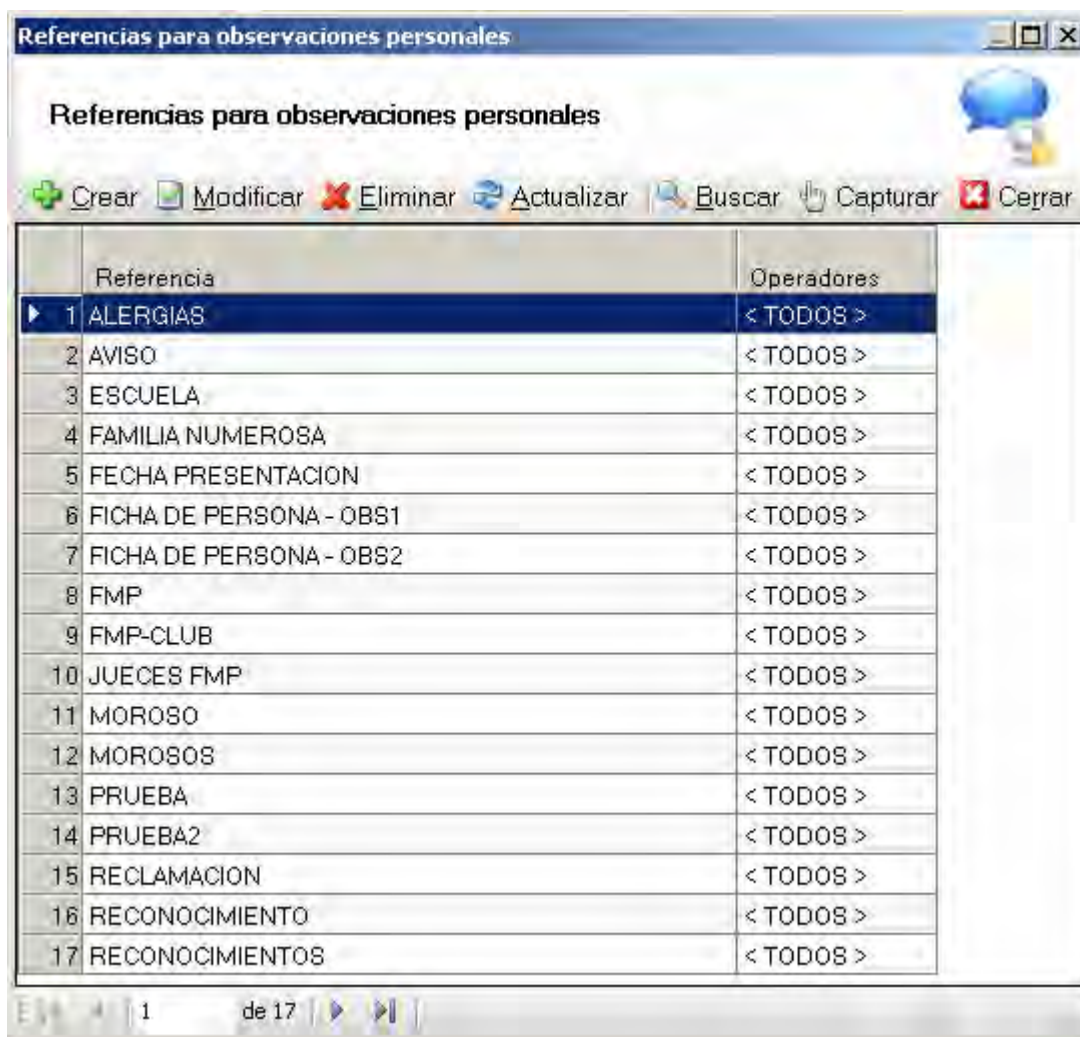 Referencias para observaciones personales
Referencias para observaciones personales
Crear Modificar Eliminar Actualizar Buscar Capturar Cerrar
Referencia Operadores
1 ALERGIAS < TODOS >
2 AVISO < TODOS >
3 ESCUELA < TODOS >
4 FAMILIA NUMEROSA < TODOS >
5 FECHA PRESENTACION < TODOS >
6 FICHA DE PERSONA - OBS1 < TODOS >
7 FICHA DE PERSONA - OBS2 < TODOS >
8 FMP < TODOS >
9 FMP-CLUB < TODOS >
10 JUECES FMP < TODOS >
11 MOROSO < TODOS >
12 MOROSOS < TODOS >
13 PRUEBA < TODOS >
14 PRUEBA2 < TODOS >
15 RECLAMACION < TODOS >
16 RECONOCIMIENTO < TODOS >
17 RECONOCIMIENTOS < TODOS >
1 de 17